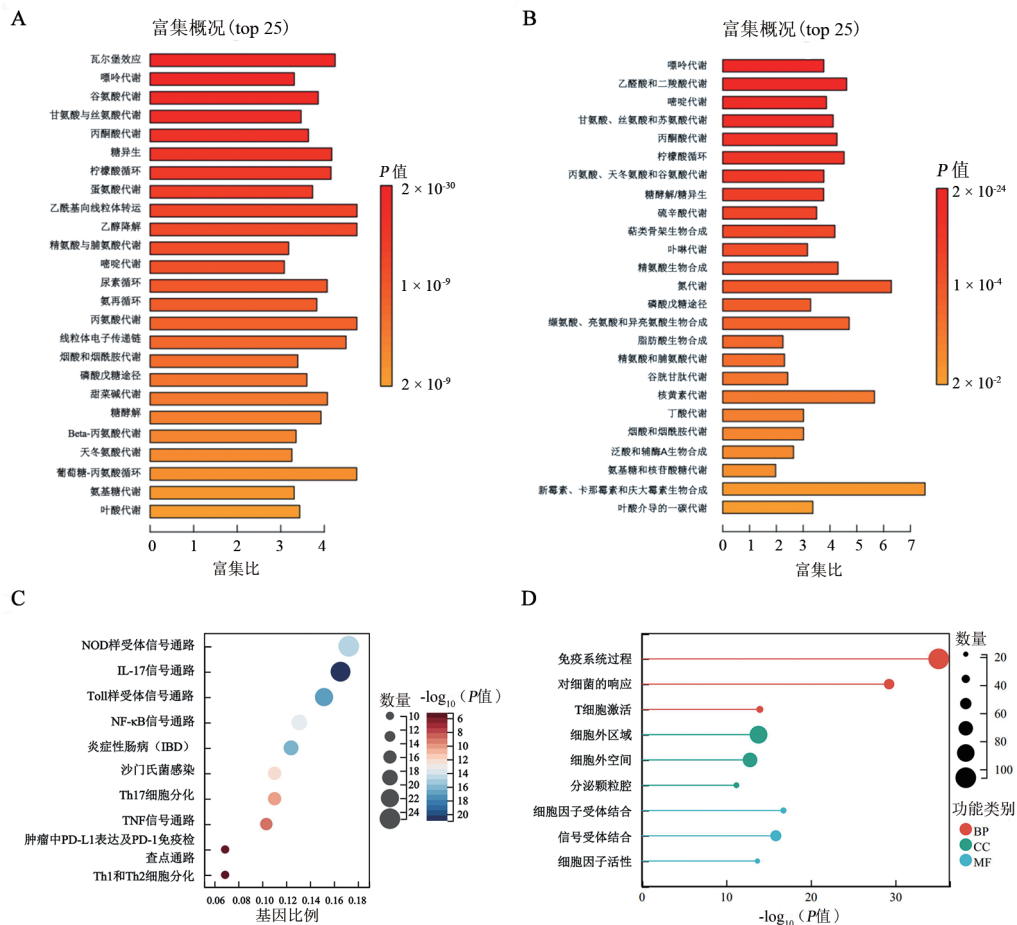 A
富集概况(top 25)
瓦尔堡效应
嘌呤代谢
谷氨酸代谢
甘氨酸与丝氨酸代谢
丙酮酸代谢
糖异生
柠檬酸循环
蛋氨酸代谢
乙酰基向线粒体转运
乙醇降解
精氨酸与脯氨酸代谢
嘧啶代谢
尿素循环
氨再循环
丙氨酸代谢
线粒体电子传递链
烟酸和烟酰胺代谢
磷酸戊糖途径
甜菜碱代谢
糖酵解
Beta-丙氨酸代谢
天冬氨酸代谢
葡萄糖-丙氨酸循环
氨基糖代谢
叶酸代谢
0 1 2 3 4
富集比
P 值
2 × 10⁻³⁰
1 × 10⁻⁹
2 × 10⁻⁹
B
富集概况(top 25)
嘌呤代谢
乙醛酸和二羧酸代谢
嘧啶代谢
甘氨酸、丝氨酸和苏氨酸代谢
丙酮酸代谢
柠檬酸循环
丙氨酸、天冬氨酸和谷氨酸代谢
糖酵解/糖异生
硫辛酸代谢
萜类骨架生物合成
卟啉代谢
精氨酸生物合成
氮代谢
磷酸戊糖途径
缬氨酸、亮氨酸和异亮氨酸生物合成
脂肪酸生物合成
精氨酸和脯氨酸代谢
谷胱甘肽代谢
核黄素代谢
丁酸代谢
烟酸和烟酰胺代谢
泛酸和辅酶A生物合成
氨基糖和核苷酸糖代谢
新霉素、卡那霉素和庆大霉素生物合成
叶酸介导的一碳代谢
0 1 2 3 4 5 6 7
富集比
P 值
2 × 10⁻²⁴
1 × 10⁻⁴
2 × 10⁻²
C
NOD样受体信号通路
IL-17信号通路
Toll样受体信号通路
NF-κB信号通路
炎症性肠病（IBD）
沙门氏菌感染
Th17细胞分化
TNF信号通路
肿瘤中PD-L1表达及PD-1免疫检
查点通路
Th1和Th2细胞分化
0.06 0.08 0.10 0.12 0.14 0.16 0.18
基因比例
数量
10
13
16
19
22
24
-log₁₀（P值）
6
8
10
12
14
16
18
20
D
免疫系统过程
对细菌的响应
T细胞激活
细胞外区域
细胞外空间
分泌颗粒腔
细胞因子受体结合
信号受体结合
细胞因子活性
0 10 20 30
-log₁₀（P值）
数量
20
40
60
80
100
功能类别
BP
CC
MF